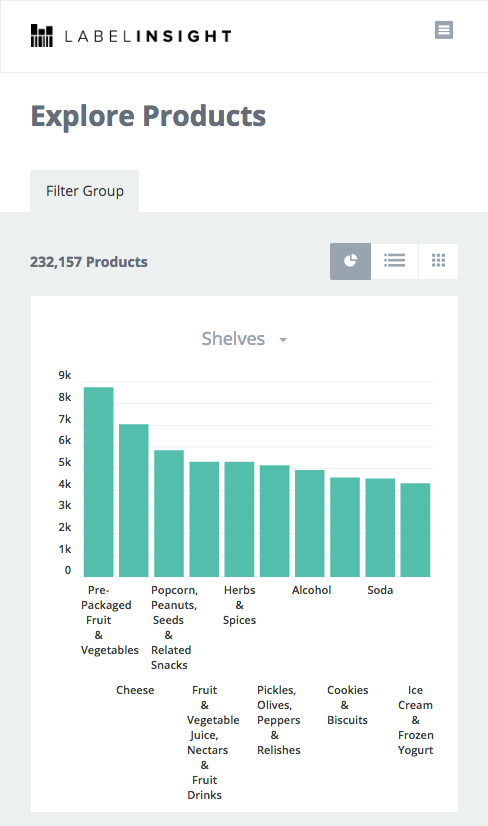 LABELINSIGHT
Explore Products
Filter Group
232,157 Products
Shelves
9k
8k
7k
6k
5k
4k
3k
2k
1k
0
Pre-
Packaged
Fruit
&
Vegetables
Popcorn,
Peanuts,
Seeds
&
Related
Snacks
Herbs
&
Spices
Alcohol
Soda
Cheese
Fruit
&
Vegetable
Juice,
Nectars
&
Fruit
Drinks
Pickles,
Olives,
Peppers
&
Relishes
Cookies
&
Biscuits
Ice
Cream
&
Frozen
Yogurt